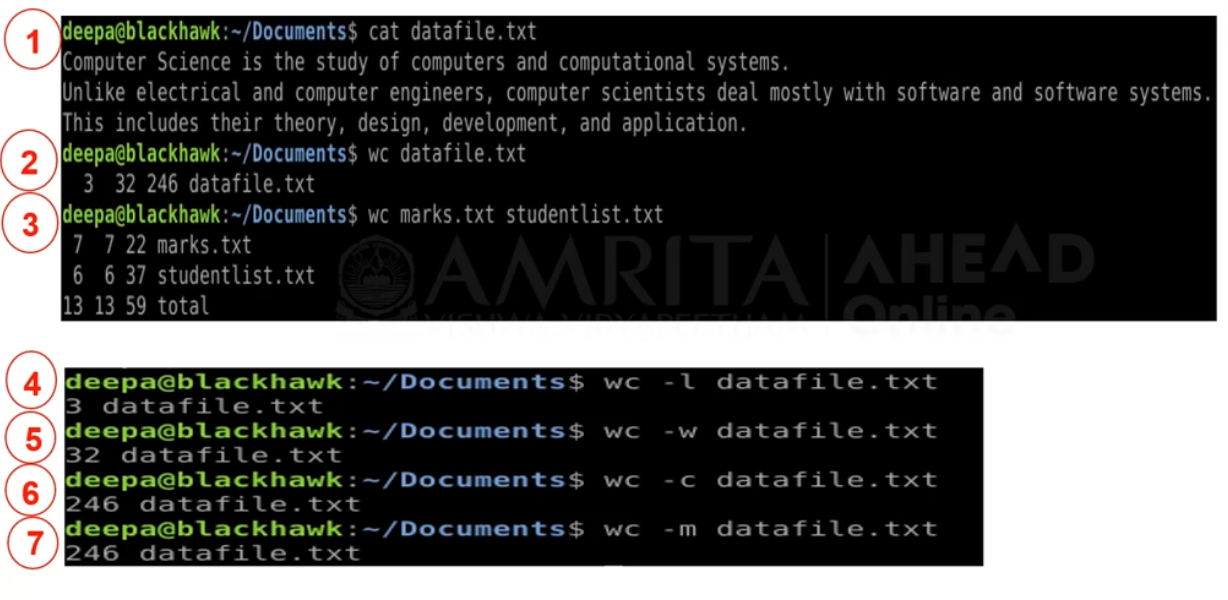 1
deepa@blackhawk:~/Documents$ cat datafile.txt
Computer Science is the study of computers and computational systems.
Unlike electrical and computer engineers, computer scientists deal mostly with software and software systems.
This includes their theory, design, development, and application.
2
deepa@blackhawk:~/Documents$ wc datafile.txt
3 32 246 datafile.txt
3
deepa@blackhawk:~/Documents$ wc marks.txt studentlist.txt
7 7 22 marks.txt
6 6 37 studentlist.txt
13 13 59 total
AMRITA AHEAD
VISHWA VIDYAPEETHAM Online
4
deepa@blackhawk:~/Documents$ wc -l datafile.txt
3 datafile.txt
5
deepa@blackhawk:~/Documents$ wc -w datafile.txt
32 datafile.txt
6
deepa@blackhawk:~/Documents$ wc -c datafile.txt
246 datafile.txt
7
deepa@blackhawk:~/Documents$ wc -m datafile.txt
246 datafile.txt